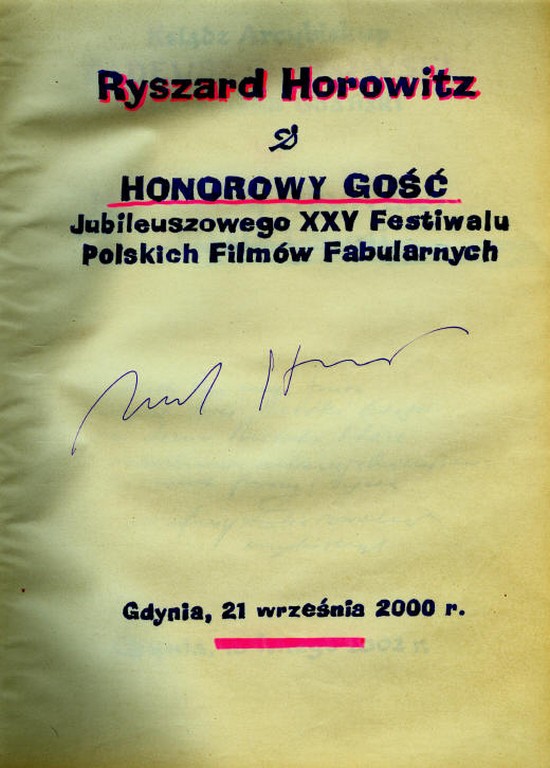 Ryszard Horowitz
HONOROWY GOŚĆ
Jubileuszowego XXV Festiwalu
Polskich Filmów Fabularnych
Gdynia, 21 września 2000 r.